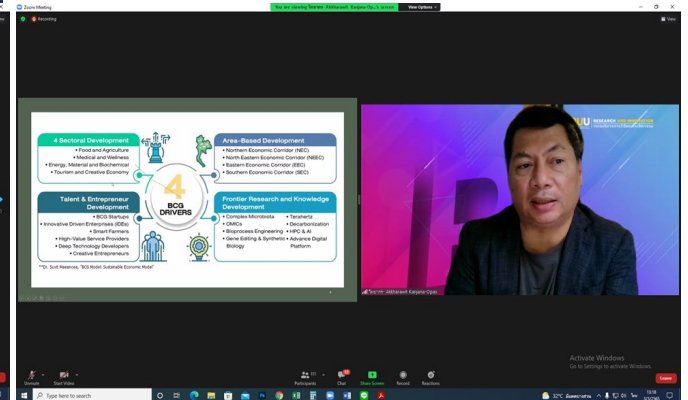 Zoom Meeting
You are viewing
screen
View Options
Recording
View
4 Sectoral Development
• Food and Agriculture
• Medical and Wellness
• Energy, Material and Biochemical
• Tourism and Creative Economy
Area-Based Development
• Northern Economic Corridor (NEC)
• North Eastern Economic Corridor (NEEC)
• Eastern Economic Corridor (EEC)
• Southern Economic Corridor (SEC)
4
BCG
DRIVERS
Talent & Entrepreneur
Development
• BCG Startups
• Innovative Driven Enterprises (IDEs)
• Smart Farmers
• High-Value Service Providers
• Deep Technology Developers
• Creative Entrepreneurs
Frontier Research and Knowledge
Development
• Complex Microbiota
• OMICs
• Bioprocess Engineering
• Gene Editing & Synthetic
Biology
• Terahertz
• Decarbonization
• HPC & AI
• Advance Digital
Platform
RESEARCH AND INNOVATION
Akkharawit Kanjana-Opas
Activate Windows
Go to Settings to activate Windows.
Unmute
Start Video
Participants
111
Chat
Share Screen
Record
Reactions
Leave
Type here to search
32°C